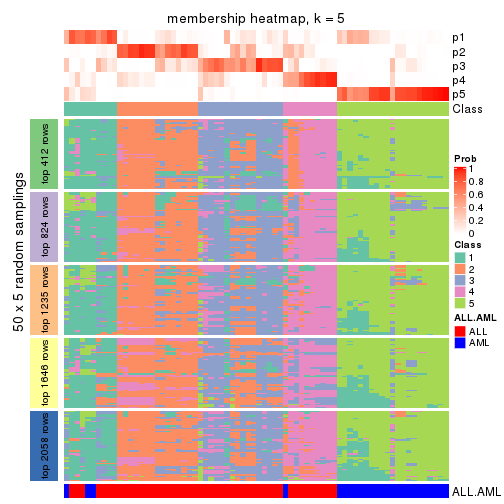 membership heatmap, k = 5
p1
p2
p3
p4
p5
Class
50 x 5 random samplings
top 412 rows
top 824 rows
top 1235 rows
top 1646 rows
top 2058 rows
Prob
1
0.8
0.6
0.4
0.2
0
Class
1
2
3
4
5
ALL.AML
ALL
AML
ALL.AML